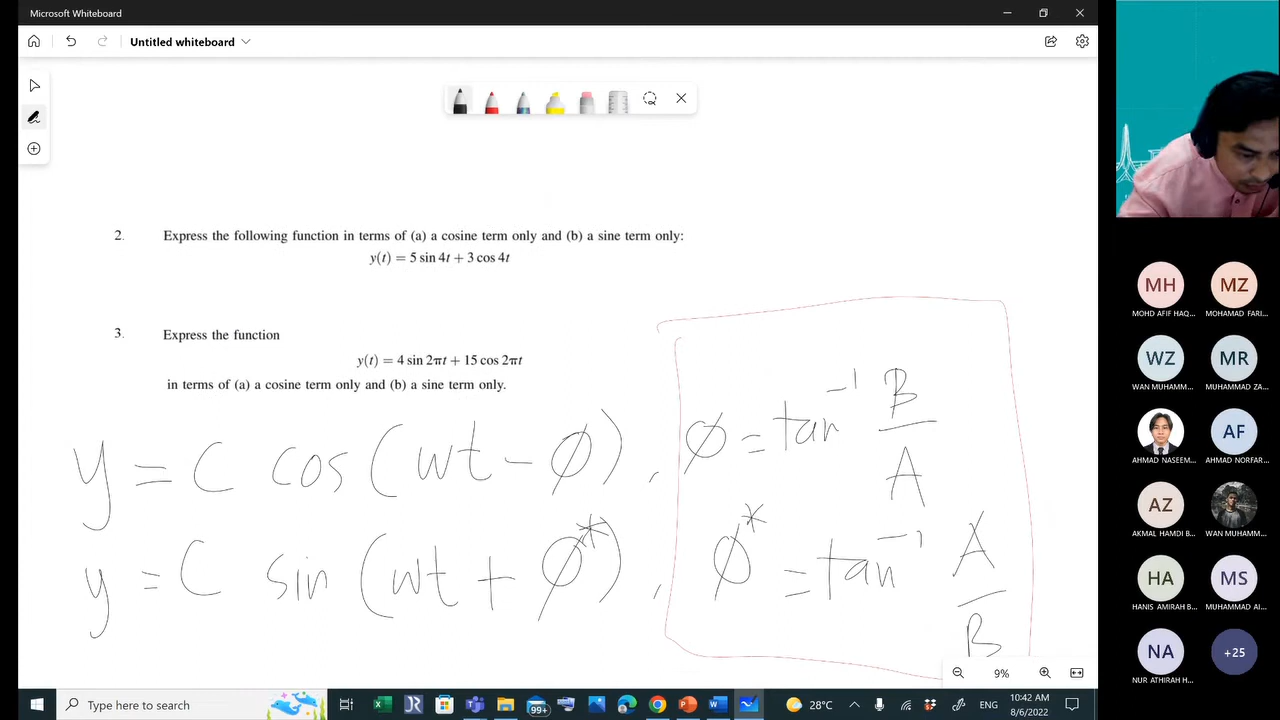 Microsoft Whiteboard
Untitled whiteboard
2. Express the following function in terms of (a) a cosine term only and (b) a sine term only:
y(t) = 5 sin 4t + 3 cos 4t
3. Express the function
y(t) = 4 sin 2πt + 15 cos 2πt
in terms of (a) a cosine term only and (b) a sine term only.
y = C cos (wt - ø), ø = tan⁻¹ B/A
y = C sin (wt + ø*), ø* = tan⁻¹ A/B
MH MZ
MOHD AFIF HAQ... MOHAMAD FARI...
WZ MR
WAN MUHAMM... MUHAMMAD ZA...
AF
AHMAD NASEEM... AHMAD NORFAR...
AZ
AKMAL HAMDI B... WAN MUHAMM...
HA MS
HANIS AMIRAH B... MUHAMMAD AI...
NA +25
NUR ATHIRAH H...
9%
Type here to search
99+
28°C
ENG
10:42 AM
8/6/2022